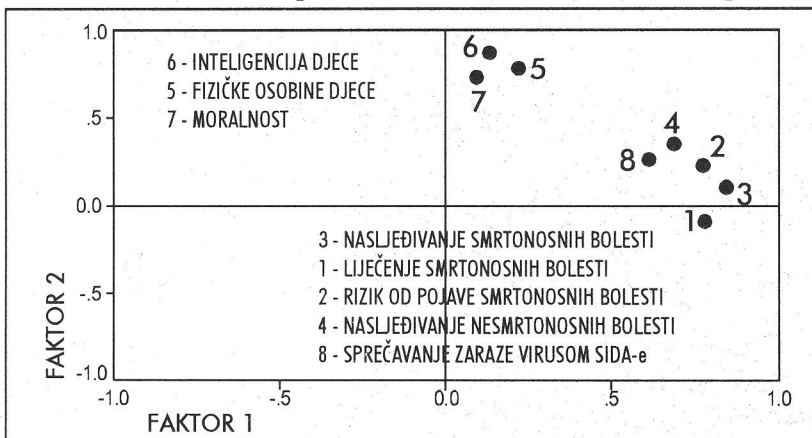 1.0
6 - INTELIGENCIJA DJECE
5 - FIZIČKE OSOBINE DJECE
7 - MORALNOST
6
5
7
.5
4
2
8
3
0.0
1
3 - NASLJEĐIVANJE SMRTONOSNIH BOLESTI
1 - LIJEČENJE SMRTONOSNIH BOLESTI
2 - RIZIK OD POJAVE SMRTONOSNIH BOLESTI
4 - NASLJEĐIVANJE NESMRTONOSNIH BOLESTI
8 - SPREČAVANJE ZARAZE VIRUSOM SIDA-e
-.5
-1.0
FAKTOR 2
-1.0 -.5 0.0 .5 1.0
FAKTOR 1